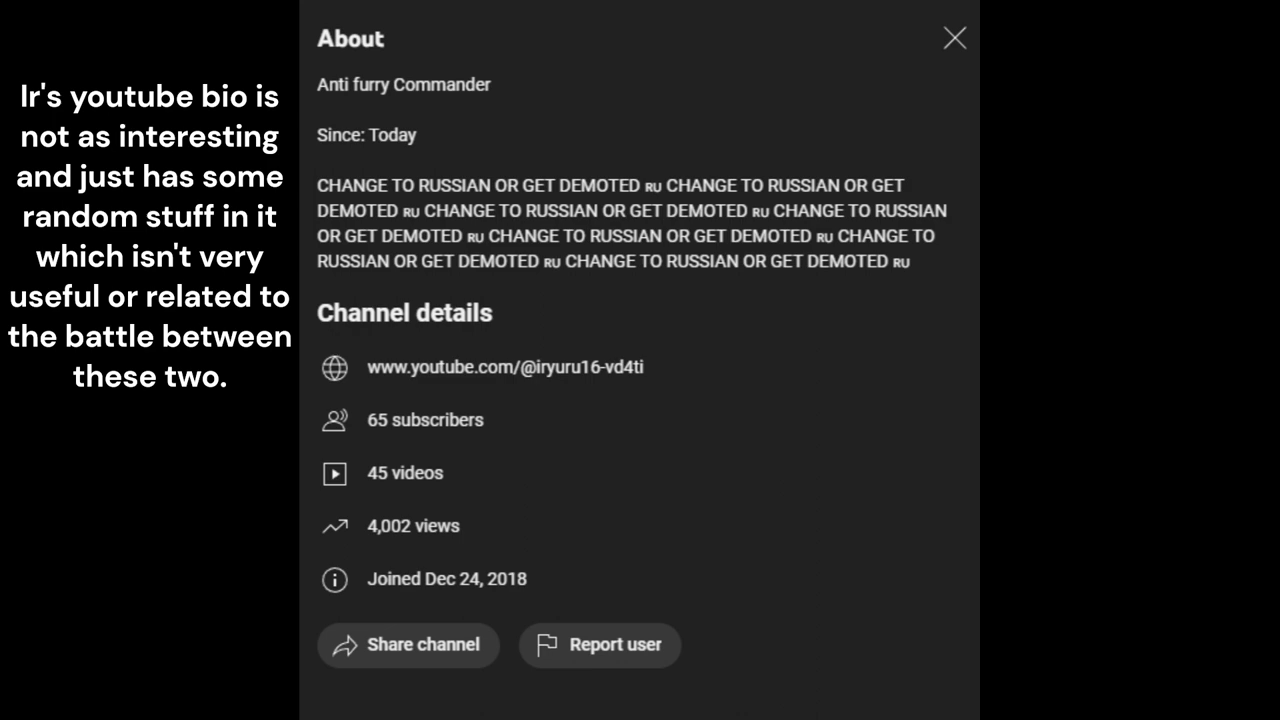 Ir's youtube bio is
not as interesting
and just has some
random stuff in it
which isn't very
useful or related to
the battle between
these two.
About
Anti furry Commander
Since: Today
CHANGE TO RUSSIAN OR GET DEMOTED RU CHANGE TO RUSSIAN OR GET
DEMOTED RU CHANGE TO RUSSIAN OR GET DEMOTED RU CHANGE TO RUSSIAN
OR GET DEMOTED RU CHANGE TO RUSSIAN OR GET DEMOTED RU CHANGE TO
RUSSIAN OR GET DEMOTED RU CHANGE TO RUSSIAN OR GET DEMOTED RU
Channel details
www.youtube.com/@iryuru16-vd4ti
65 subscribers
45 videos
4,002 views
Joined Dec 24, 2018
Share channel
Report user